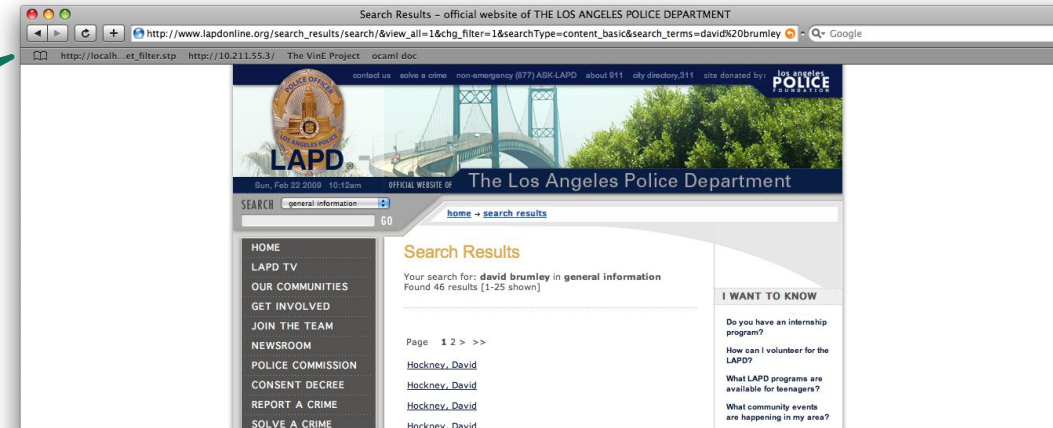 Search Results – official website of THE LOS ANGELES POLICE DEPARTMENT
http://www.lapdonline.org/search_results/search/&view_all=1&chg_filter=1&searchType=content_basic&search_terms=david%20brumley
Google
http://localh...et_filter.stp http://10.211.55.3/ The VinE Project ocaml doc
contact us solve a crime non-emergency (877) ASK-LAPD about 911 city directory,311 site donated by:
los angeles
POLICE
FOUNDATION
POLICE OFFICER
LOS ANGELES POLICE
LAPD
Sun, Feb 22 2009 10:12am
OFFICIAL WEBSITE OF The Los Angeles Police Department
SEARCH general information
GO
home → search results
HOME
LAPD TV
OUR COMMUNITIES
GET INVOLVED
JOIN THE TEAM
NEWSROOM
POLICE COMMISSION
CONSENT DECREE
REPORT A CRIME
SOLVE A CRIME
Search Results
Your search for: david brumley in general information
Found 46 results [1-25 shown]
Page 1 2 > >>
Hockney, David
Hockney, David
Hockney, David
Hockney, David
I WANT TO KNOW
Do you have an internship
program?
How can I volunteer for the
LAPD?
What LAPD programs are
available for teenagers?
What community events
are happening in my area?